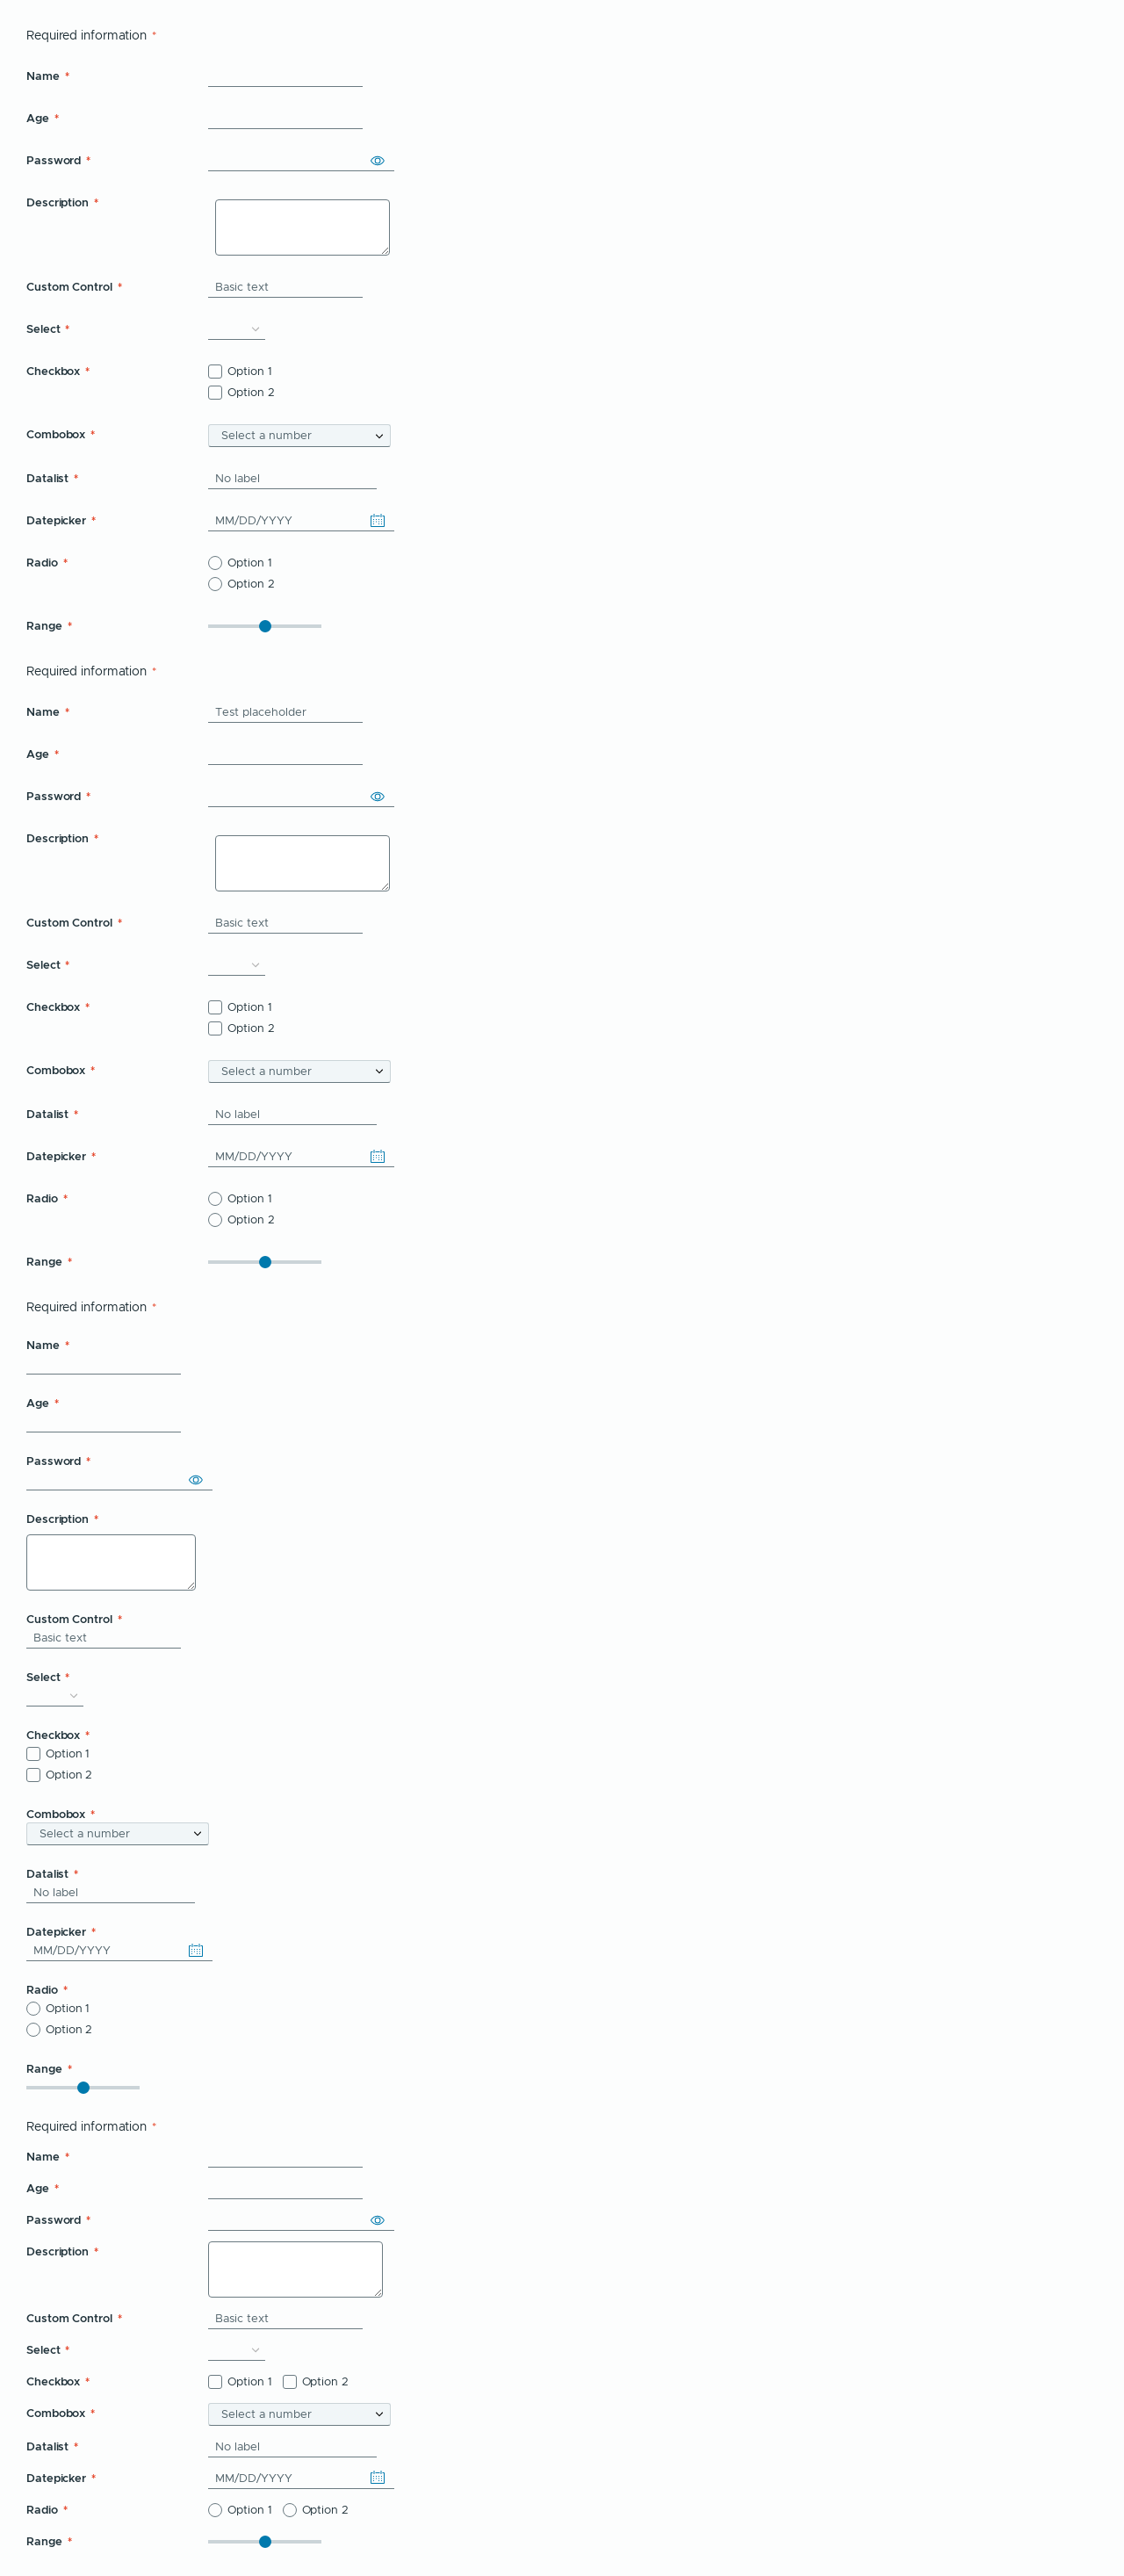 Required information *
Name *
Age *
Password *
Description *
Custom Control * Basic text
Select *
Checkbox * Option 1
Option 2
Combobox * Select a number
Datalist * No label
Datepicker * MM/DD/YYYY
Radio * Option 1
Option 2
Range *
Required information *
Name * Test placeholder
Age *
Password *
Description *
Custom Control * Basic text
Select *
Checkbox * Option 1
Option 2
Combobox * Select a number
Datalist * No label
Datepicker * MM/DD/YYYY
Radio * Option 1
Option 2
Range *
Required information *
Name *
Age *
Password *
Description *
Custom Control *
Basic text
Select *
Checkbox *
Option 1
Option 2
Combobox *
Select a number
Datalist *
No label
Datepicker *
MM/DD/YYYY
Radio *
Option 1
Option 2
Range *
Required information *
Name *
Age *
Password *
Description *
Custom Control * Basic text
Select *
Checkbox * Option 1 Option 2
Combobox * Select a number
Datalist * No label
Datepicker * MM/DD/YYYY
Radio * Option 1 Option 2
Range *